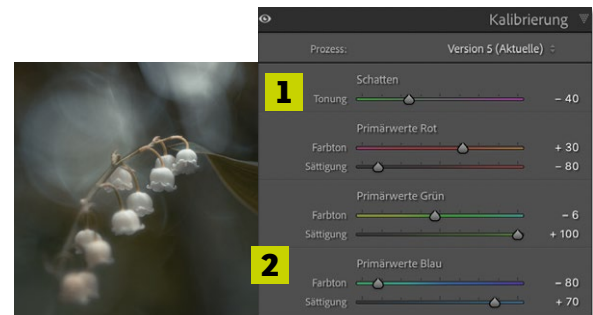 Kalibrierung
Prozess: Version 5 (Aktuelle)
1
Schatten
Tonung − 40
Primärwerte Rot
Farbton + 30
Sättigung − 80
Primärwerte Grün
Farbton − 6
Sättigung + 100
2
Primärwerte Blau
Farbton − 80
Sättigung + 70